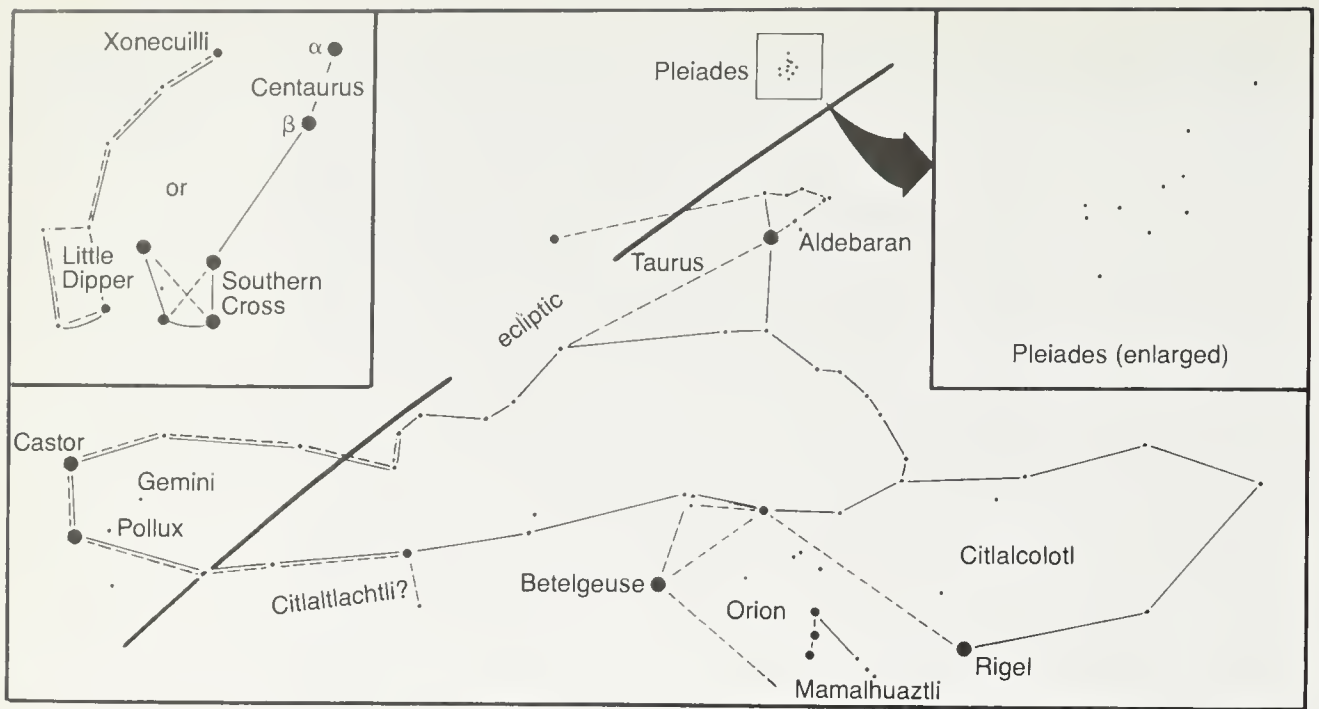 Xonecuilli
α
Centaurus
β
or
Little
Dipper
Southern
Cross
Pleiades
Aldebaran
Taurus
ecliptic
Pleiades (enlarged)
Castor
Gemini
Pollux
Citlaltlachtli?
Betelgeuse
Orion
Citlalcolotl
Rigel
Mamalhuaztli